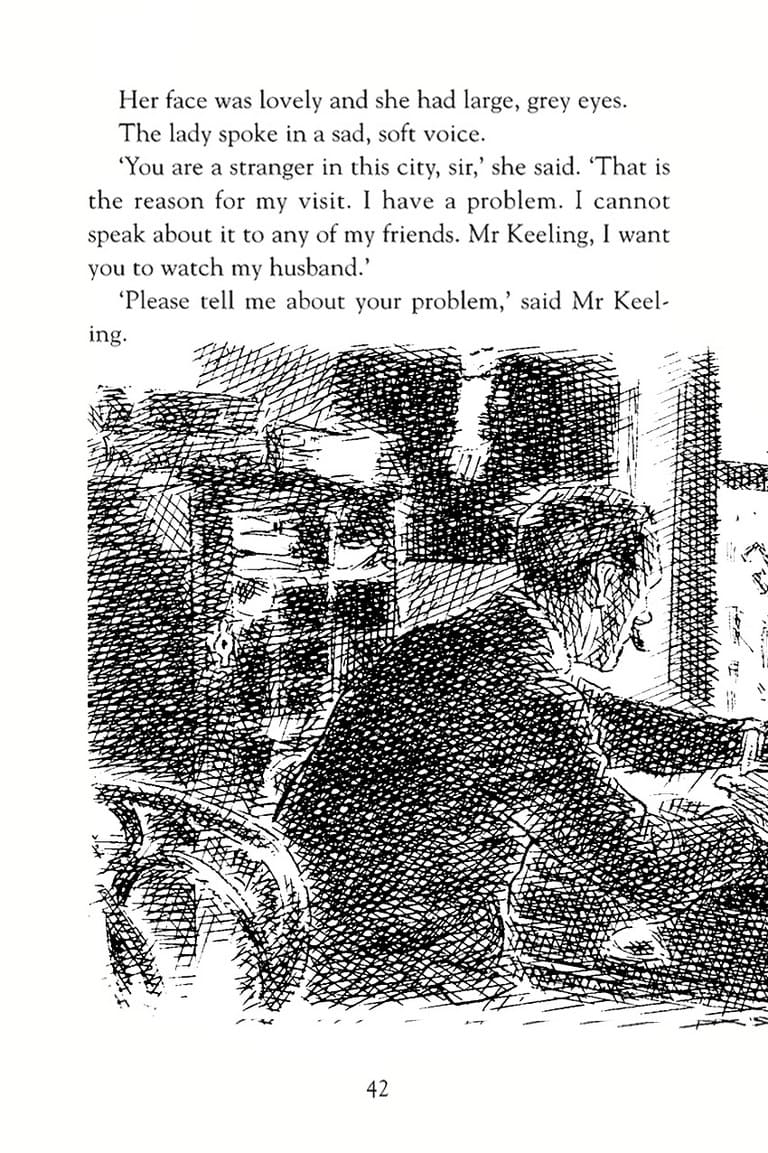 Her face was lovely and she had large, grey eyes.
The lady spoke in a sad, soft voice.
‘You are a stranger in this city, sir,’ she said. ‘That is
the reason for my visit. I have a problem. I cannot
speak about it to any of my friends. Mr Keeling, I want
you to watch my husband.’
‘Please tell me about your problem,’ said Mr Keel-
ing.
42